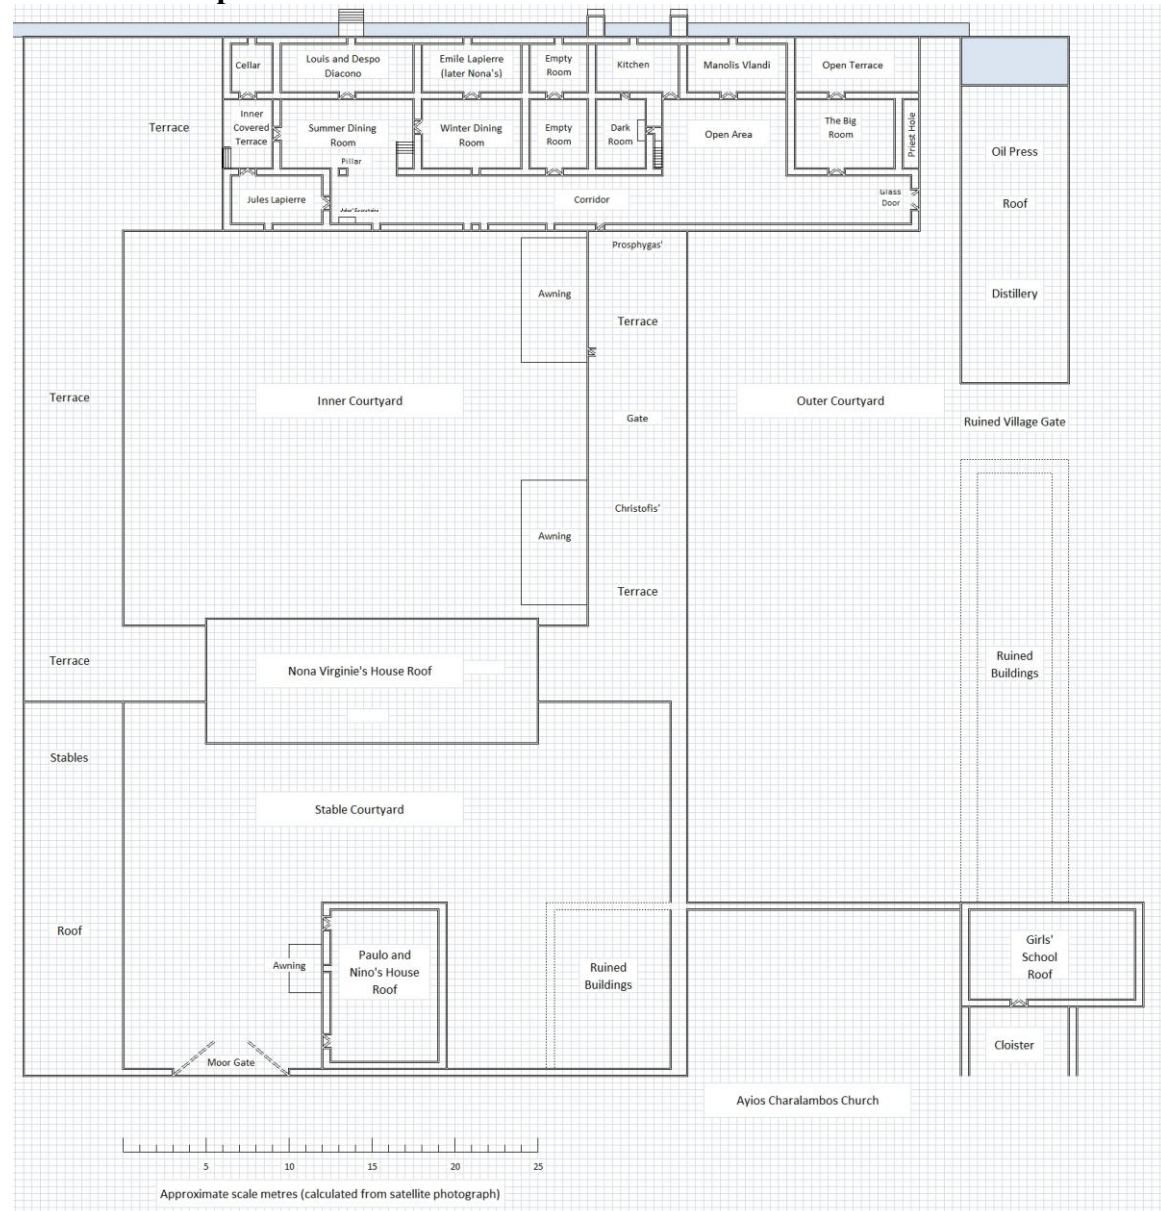 Cellar
Louis and Despo
Diacono
Emile Lapierre
(later Nona's)
Empty
Room
Kitchen
Manolis Vlandi
Open Terrace
Terrace
Inner
Covered
Terrace
Summer Dining
Room
Pillar
Winter Dining
Room
Empty
Room
Dark
Room
Open Area
The Big
Room
Priest Hole
Oil Press
Jules Lapierre
Corridor
Glass
Door
Roof
Prosphygas'
Awning
Terrace
Distillery
Terrace
Inner Courtyard
Gate
Outer Courtyard
Ruined Village Gate
Christofis'
Awning
Terrace
Terrace
Nona Virginie's House Roof
Ruined
Buildings
Stables
Stable Courtyard
Roof
Awning
Paulo and
Nino's House
Roof
Ruined
Buildings
Girls'
School
Roof
Moor Gate
Cloister
Ayios Charalambos Church
5 10 15 20 25
Approximate scale metres (calculated from satellite photograph)